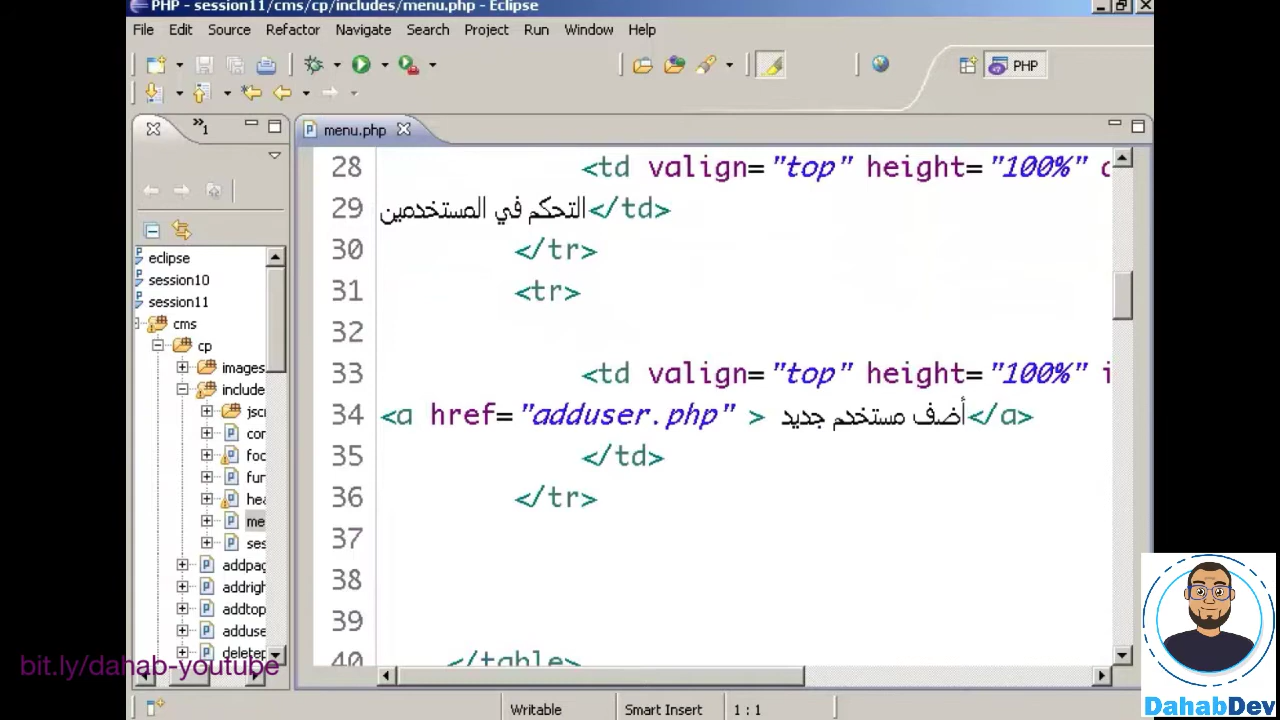 PHP - session11/cms/cp/includes/menu.php - Eclipse
File Edit Source Refactor Navigate Search Project Run Window Help
PHP
»1
menu.php
28 <td valign="top" height="100%"
29 التحكم في المستخدمين</td>
30 </tr>
31 <tr>
32
33 <td valign="top" height="100%" i
34 <a href="adduser.php" > أضف مستخدم جديد</a>
35 </td>
36 </tr>
37
38
39
40 </table>
eclipse
session10
session11
cms
cp
images
include
jscr
con
foo
fun
hea
me
ses
addpag
addrigh
addtop
adduse
deletep
Writable Smart Insert 1 : 1
bit.ly/dahab-youtube
DahabDev